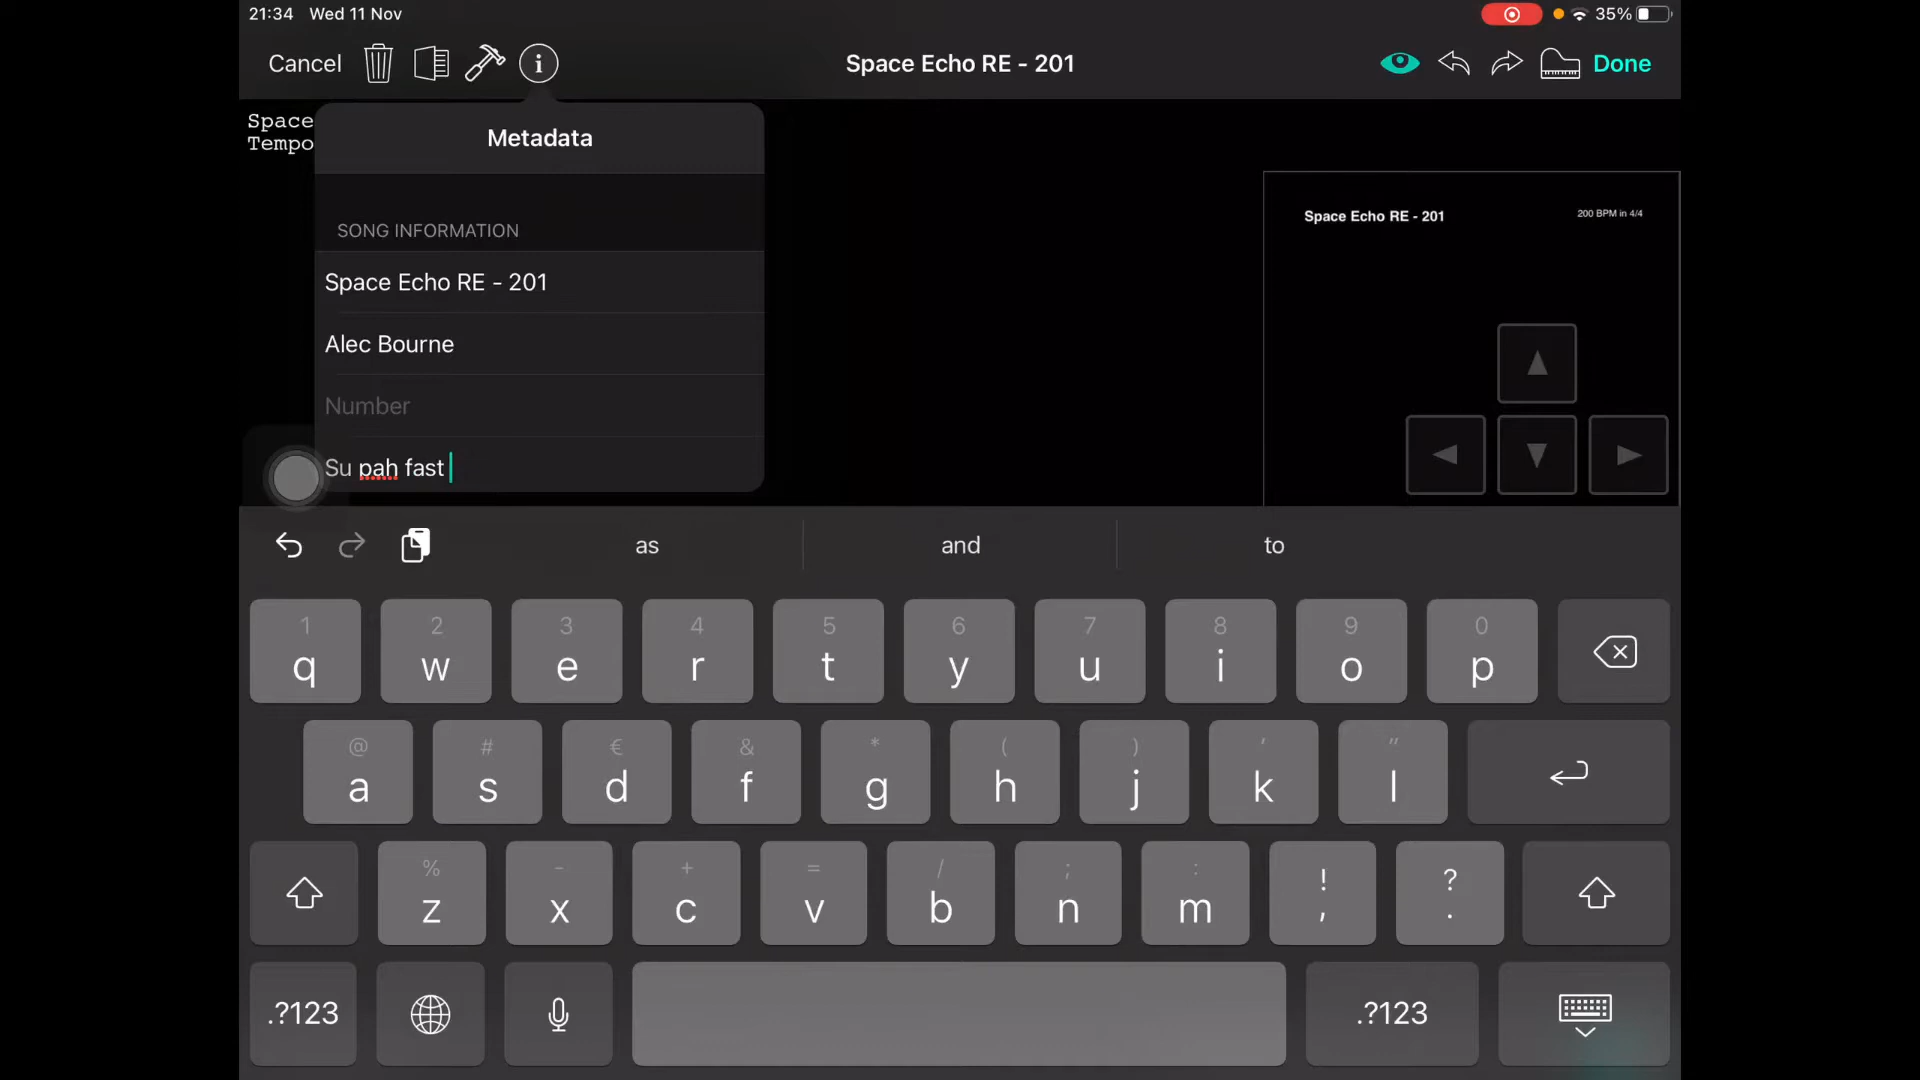 21:34 Wed 11 Nov 35%
Cancel Space Echo RE - 201 Done
Space
Tempo
Metadata
SONG INFORMATION
Space Echo RE - 201
Alec Bourne
Number
Su pah fast
Space Echo RE - 201 200 BPM in 4/4
as and to
1 2 3 4 5 6 7 8 9 0
q w e r t y u i o p
@ # € & * ( ) ' "
a s d f g h j k l
% - + = / ; : ! ?
z x c v b n m , .
.?123 .?123